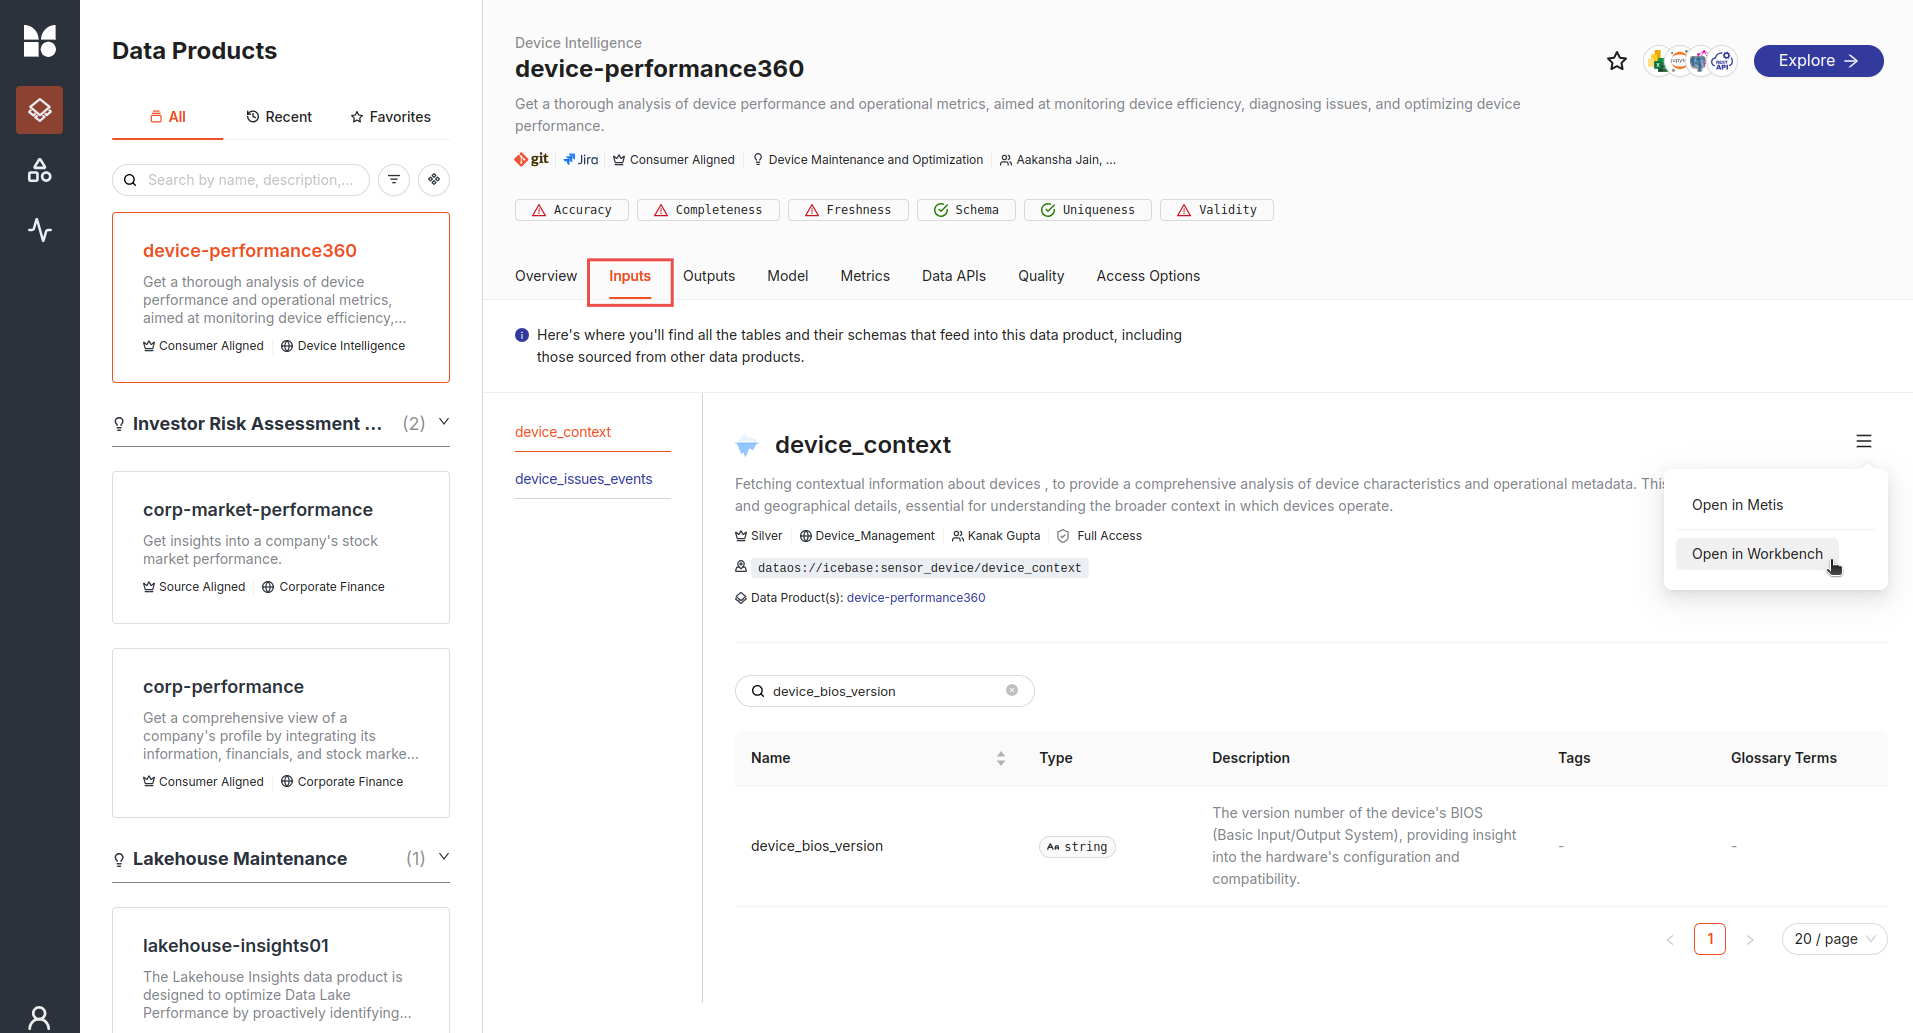 Data Products
All
Recent
Favorites
Search by name, description,...
device-performance360
Get a thorough analysis of device
performance and operational metrics,
aimed at monitoring device efficiency,...
Consumer Aligned
Device Intelligence
Investor Risk Assessment ... (2)
corp-market-performance
Get insights into a company's stock
market performance.
Source Aligned
Corporate Finance
corp-performance
Get a comprehensive view of a
company's profile by integrating its
information, financials, and stock marke...
Consumer Aligned
Corporate Finance
Lakehouse Maintenance (1)
lakehouse-insights01
The Lakehouse Insights data product is
designed to optimize Data Lake
Performance by proactively identifying...
Device Intelligence
device-performance360
Get a thorough analysis of device performance and operational metrics, aimed at monitoring device efficiency, diagnosing issues, and optimizing device
performance.
git
Jira
Consumer Aligned
Device Maintenance and Optimization
Aakansha Jain, ...
jupyter
REST
API
Explore
Accuracy
Completeness
Freshness
Schema
Uniqueness
Validity
Overview
Inputs
Outputs
Model
Metrics
Data APIs
Quality
Access Options
Here's where you'll find all the tables and their schemas that feed into this data product, including
those sourced from other data products.
device_context
device_issues_events
device_context
Fetching contextual information about devices , to provide a comprehensive analysis of device characteristics and operational metadata. This
and geographical details, essential for understanding the broader context in which devices operate.
Silver
Device_Management
Kanak Gupta
Full Access
dataos://icebase:sensor_device/device_context
Data Product(s): device-performance360
Open in Metis
Open in Workbench
device_bios_version
Name
Type
Description
Tags
Glossary Terms
device_bios_version
Aa string
The version number of the device's BIOS
(Basic Input/Output System), providing insight
into the hardware's configuration and
compatibility.
-
-
< 1 >
20 / page